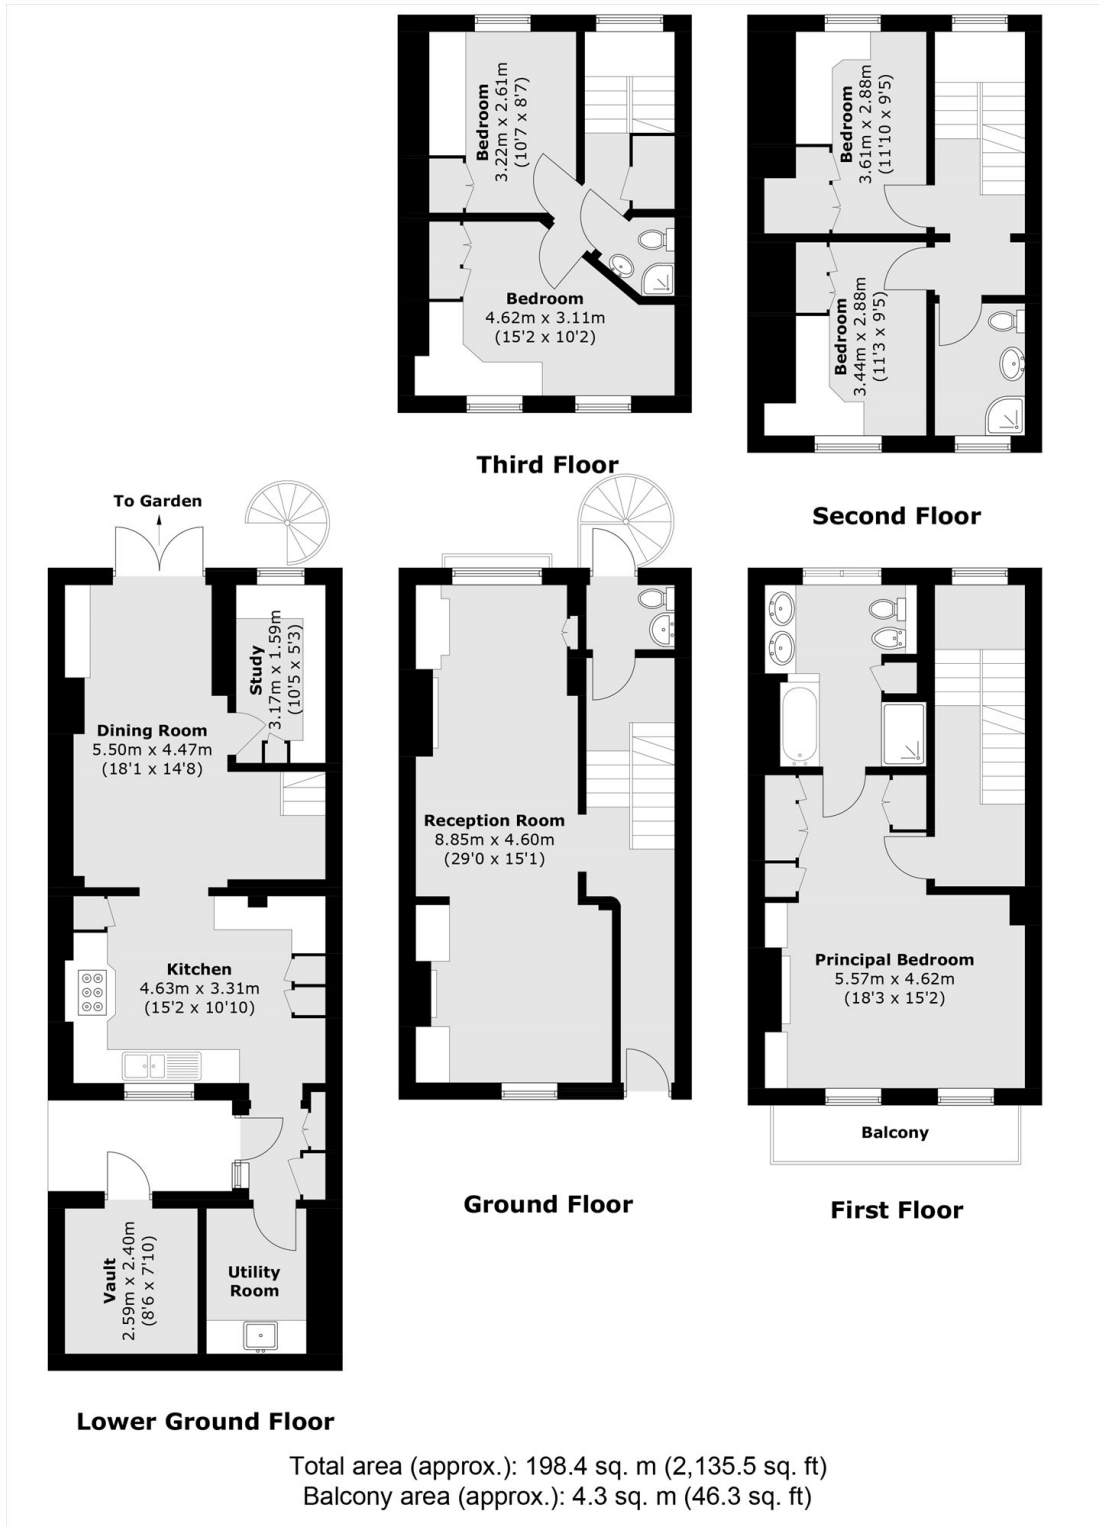 Bedroom
3.22m x 2.61m
(10'7 x 8'7)
Bedroom
4.62m x 3.11m
(15'2 x 10'2)
Third Floor
Bedroom
3.61m x 2.88m
(11'10 x 9'5)
Bedroom
3.44m x 2.88m
(11'3 x 9'5)
Second Floor
To Garden
Study
3.17m x 1.59m
(10'5 x 5'3)
Dining Room
5.50m x 4.47m
(18'1 x 14'8)
Kitchen
4.63m x 3.31m
(15'2 x 10'10)
Vault
2.59m x 2.40m
(8'6 x 7'10)
Utility
Room
Lower Ground Floor
Reception Room
8.85m x 4.60m
(29'0 x 15'1)
Ground Floor
Principal Bedroom
5.57m x 4.62m
(18'3 x 15'2)
Balcony
First Floor
Total area (approx.): 198.4 sq. m (2,135.5 sq. ft)
Balcony area (approx.): 4.3 sq. m (46.3 sq. ft)